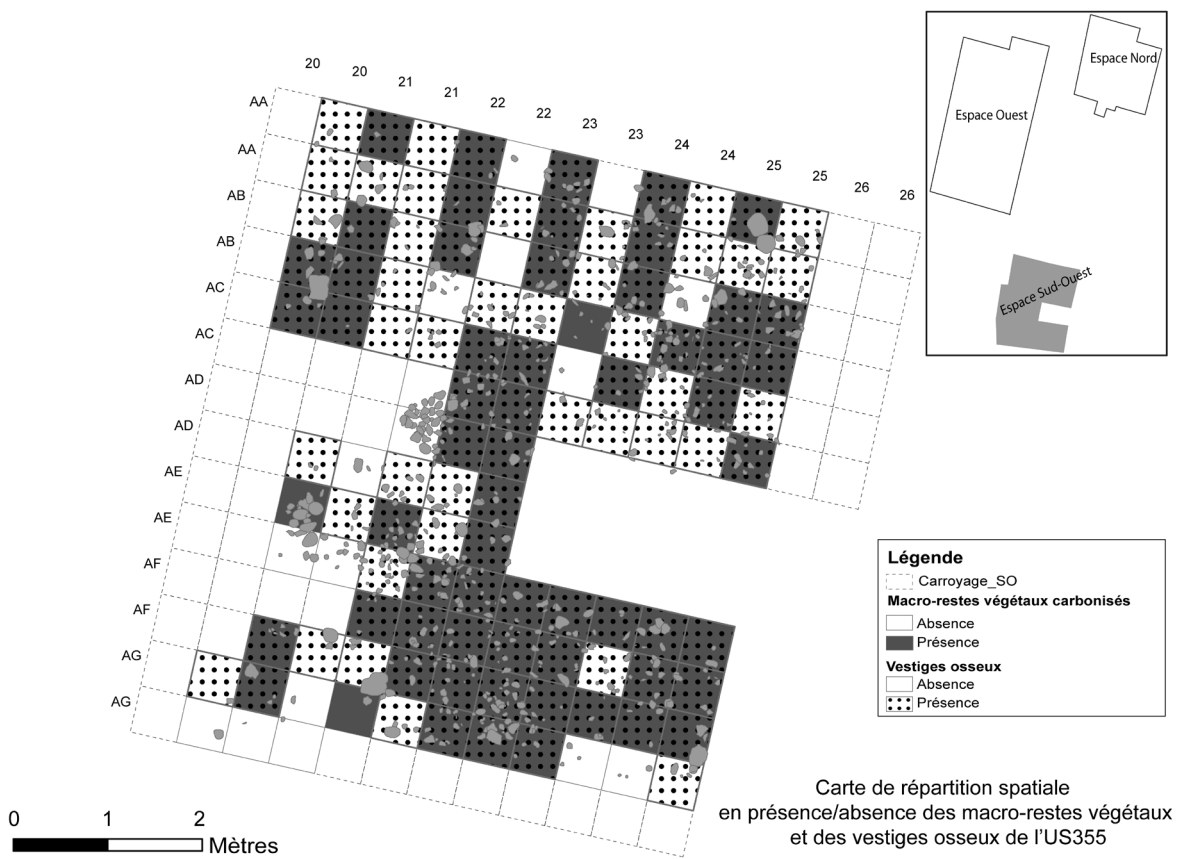 20
20
21
21
22
22
23
23
24
24
25
25
26
26
AA
AA
AB
AB
AC
AC
AD
AD
AE
AE
AF
AF
AG
AG
Espace Nord
Espace Ouest
Espace Sud-Ouest
Légende
Carroyage_SO
Macro-restes végétaux carbonisés
Absence
Présence
Vestiges osseux
Absence
Présence
0 1 2
Mètres
Carte de répartition spatiale
en présence/absence des macro-restes végétaux
et des vestiges osseux de l'US355